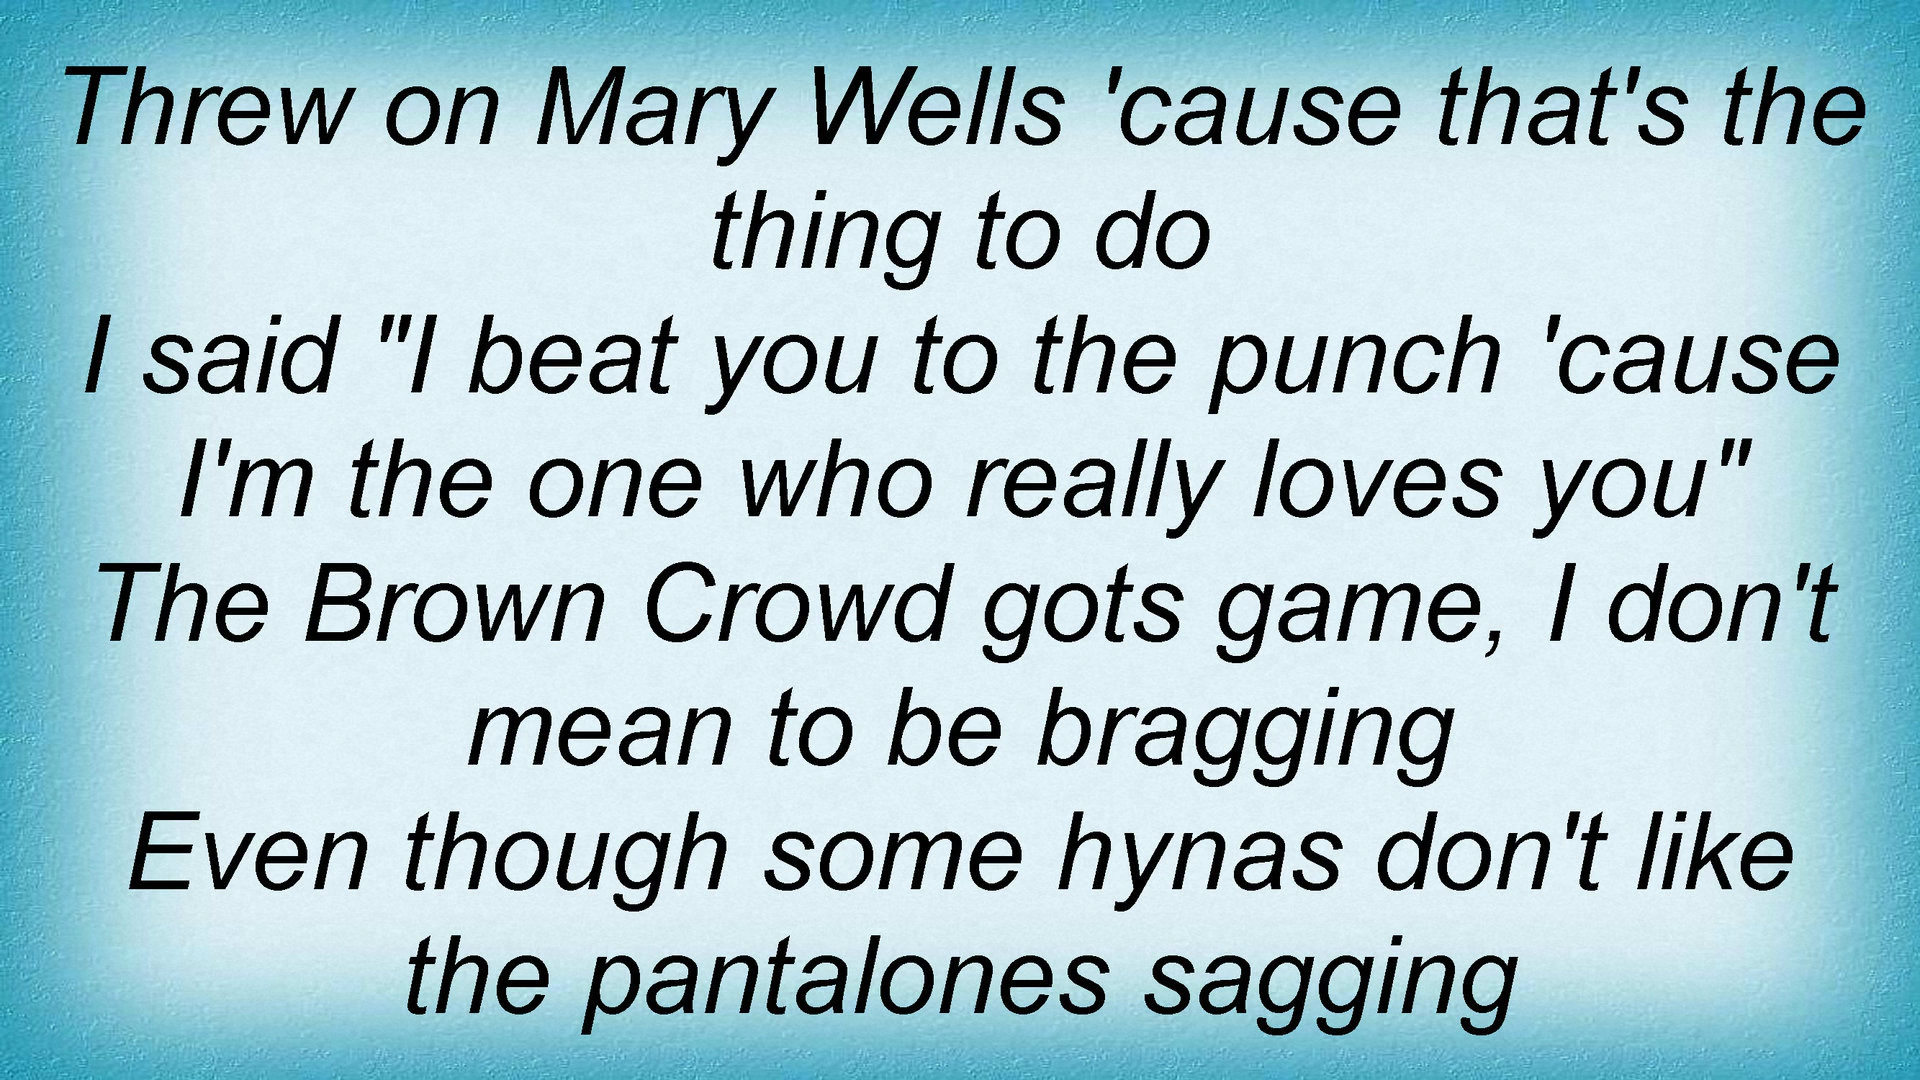 Threw on Mary Wells 'cause that's the
thing to do
I said "I beat you to the punch 'cause
I'm the one who really loves you"
The Brown Crowd gots game, I don't
mean to be bragging
Even though some hynas don't like
the pantalones sagging